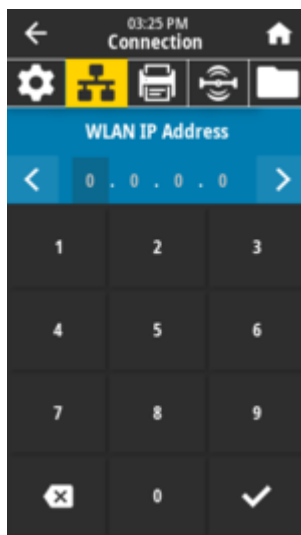 03:25 PM
Connection
WLAN IP Address
0 . 0 . 0 . 0
1 2 3
4 5 6
7 8 9
0